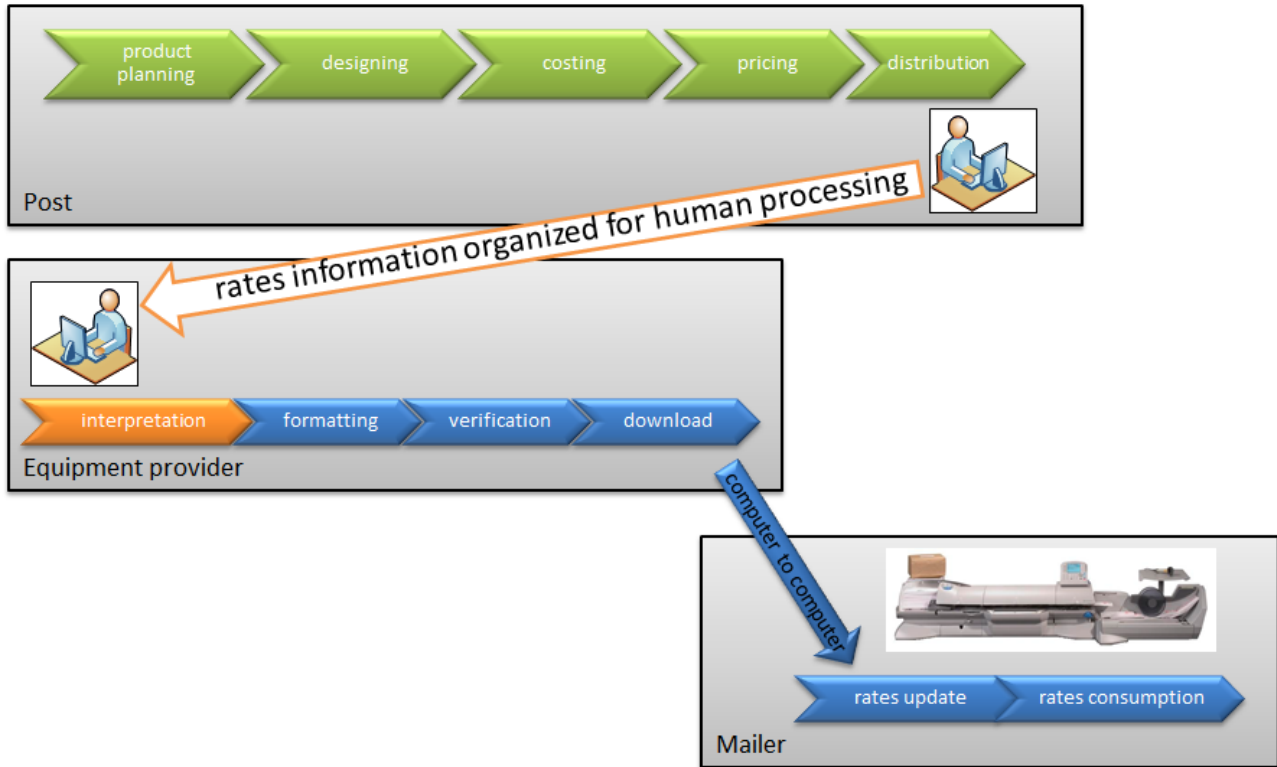 product
planning
designing
costing
pricing
distribution
Post
rates information organized for human processing
interpretation
formatting
verification
download
Equipment provider
computer to computer
rates update
rates consumption
Mailer